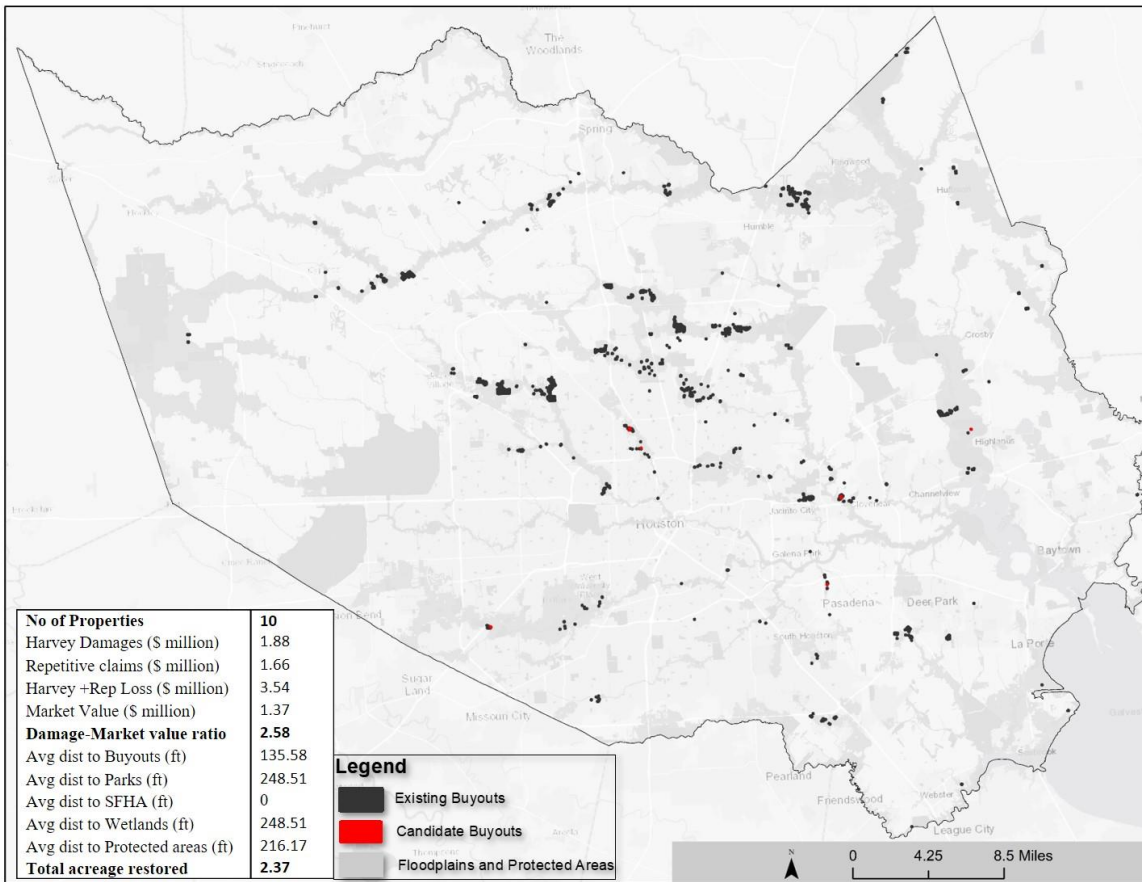 Pinehurst
The
Woodlands
Spring
Kingwood
Humble
Crosby
Highlands
Channelview
Jacinto City
Cloverleaf
Houston
Galena Park
Baytown
West
Pasadena
Deer Park
South Houston
La Porte
Sugar
Land
Missouri City
Pearland
Friendswood
Webster
League City
No of Properties 10
Harvey Damages ($ million) 1.88
Repetitive claims ($ million) 1.66
Harvey +Rep Loss ($ million) 3.54
Market Value ($ million) 1.37
Damage-Market value ratio 2.58
Avg dist to Buyouts (ft) 135.58
Avg dist to Parks (ft) 248.51
Avg dist to SFHA (ft) 0
Avg dist to Wetlands (ft) 248.51
Avg dist to Protected areas (ft) 216.17
Total acreage restored 2.37
Legend
Existing Buyouts
Candidate Buyouts
Floodplains and Protected Areas
N
0 4.25 8.5 Miles